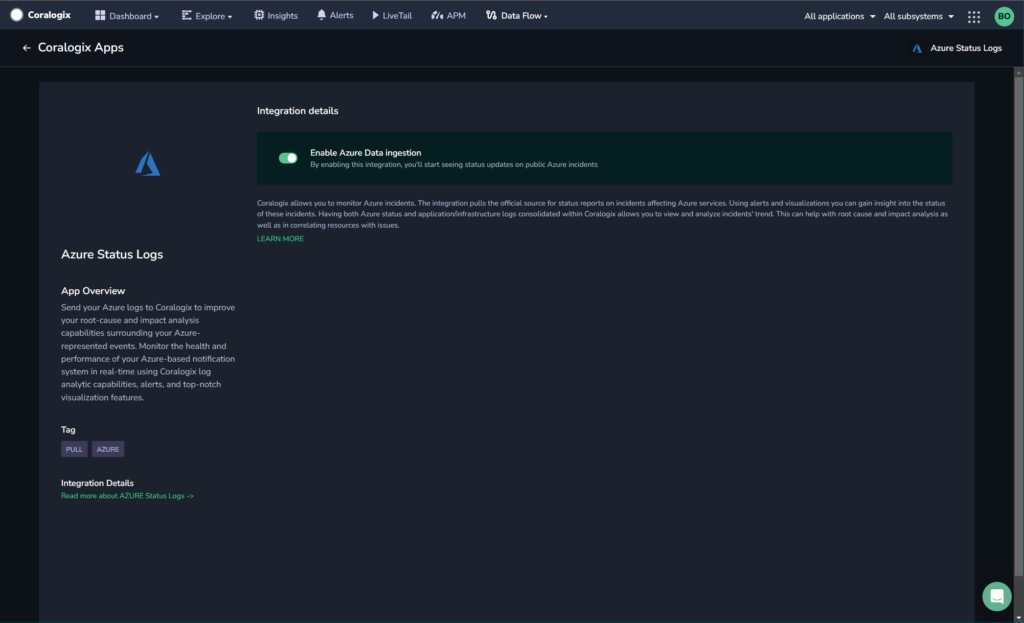 Coralogix Dashboard Explore Insights Alerts LiveTail APM Data Flow All applications All subsystems BO
← Coralogix Apps Azure Status Logs
Integration details
Enable Azure Data ingestion
By enabling this integration, you'll start seeing status updates on public Azure incidents
Coralogix allows you to monitor Azure incidents. The integration pulls the official source for status reports on incidents affecting Azure services. Using alerts and visualizations you can gain insight into the status
of these incidents. Having both Azure status and application/infrastructure logs consolidated within Coralogix allows you to view and analyze incidents' trend. This can help with root cause and impact analysis as
well as in correlating resources with issues.
LEARN MORE
Azure Status Logs
App Overview
Send your Azure logs to Coralogix to improve
your root-cause and impact analysis
capabilities surrounding your Azure-
represented events. Monitor the health and
performance of your Azure-based notification
system in real-time using Coralogix log
analytic capabilities, alerts, and top-notch
visualization features.
Tag
PULL AZURE
Integration Details
Read more about AZURE Status Logs ->